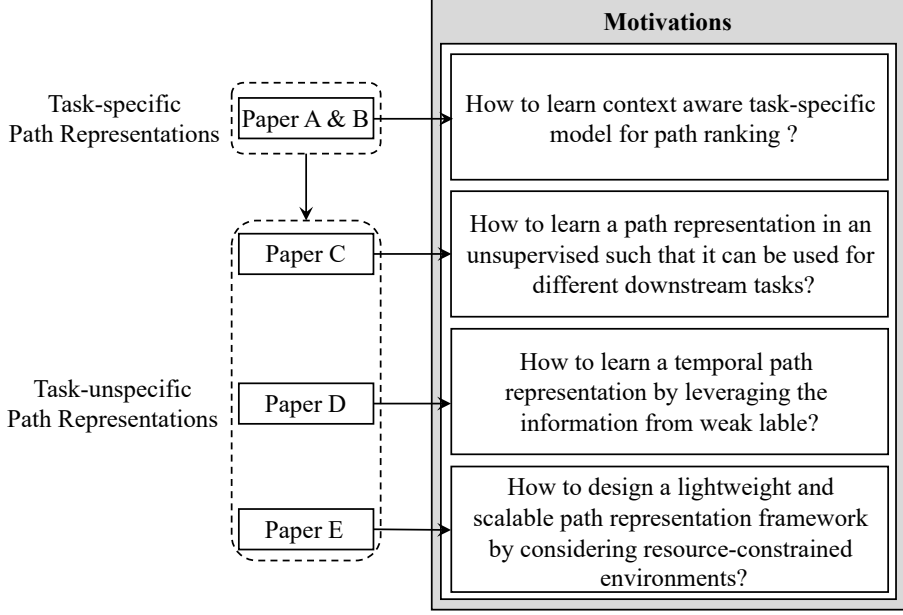 Motivations
Task-specific
Path Representations
Paper A & B
How to learn context aware task-specific
model for path ranking ?
Paper C
How to learn a path representation in an
unsupervised such that it can be used for
different downstream tasks?
Task-unspecific
Path Representations
Paper D
How to learn a temporal path
representation by leveraging the
information from weak lable?
Paper E
How to design a lightweight and
scalable path representation framework
by considering resource-constrained
environments?